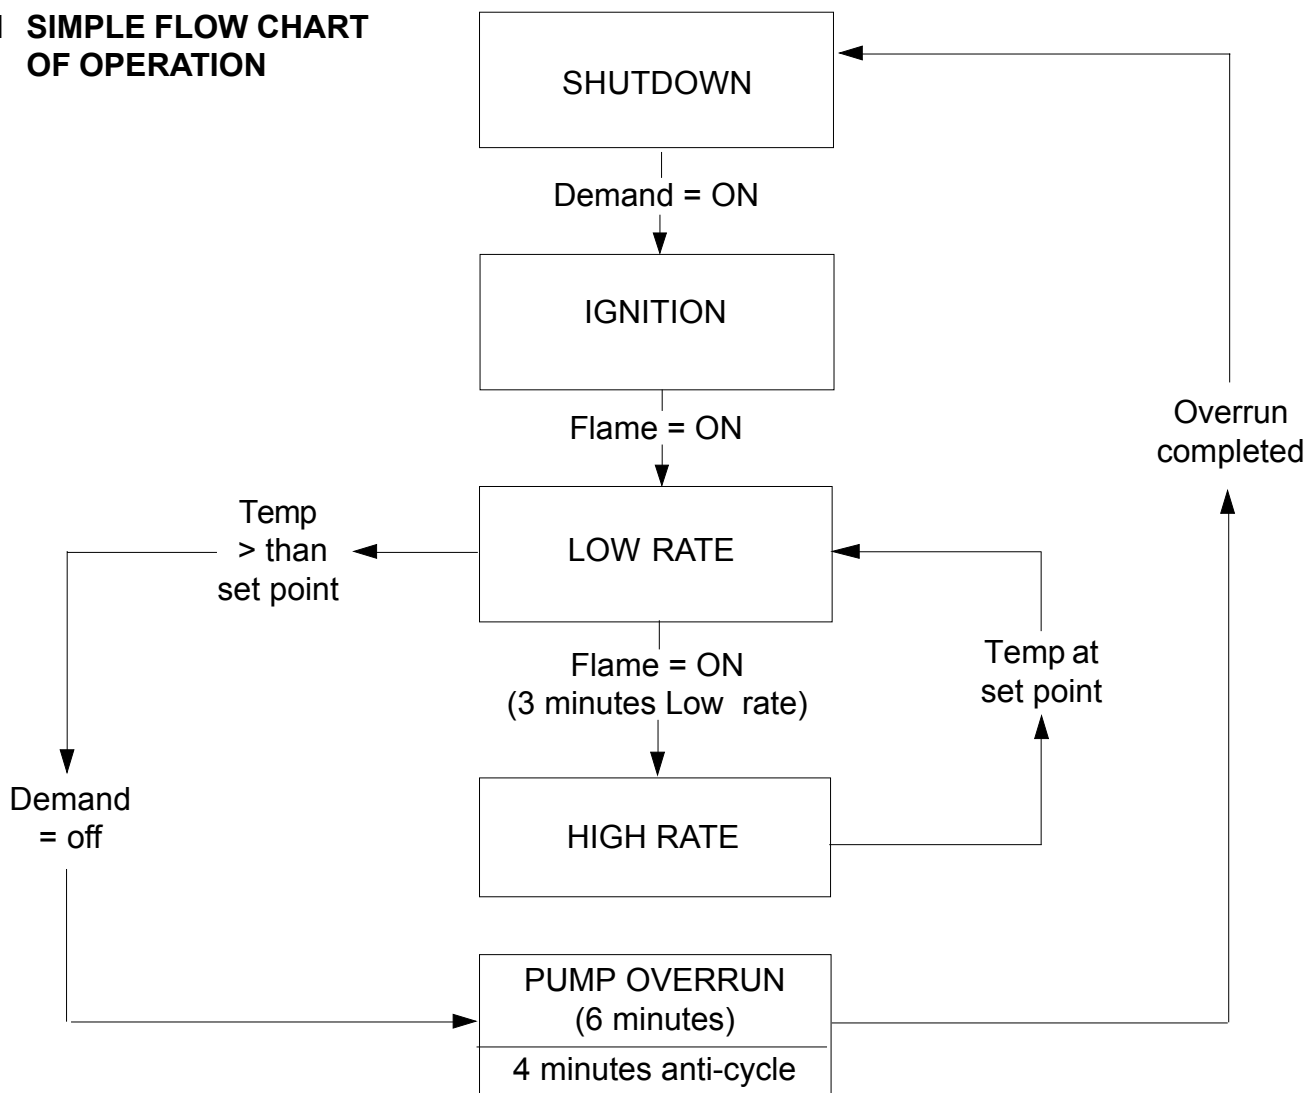 SIMPLE FLOW CHART
OF OPERATION
SHUTDOWN
Demand = ON
IGNITION
Flame = ON
Overrun
completed
LOW RATE
Temp
> than
set point
Flame = ON
(3 minutes Low rate)
Temp at
set point
HIGH RATE
Demand
= off
PUMP OVERRUN
(6 minutes)
4 minutes anti-cycle